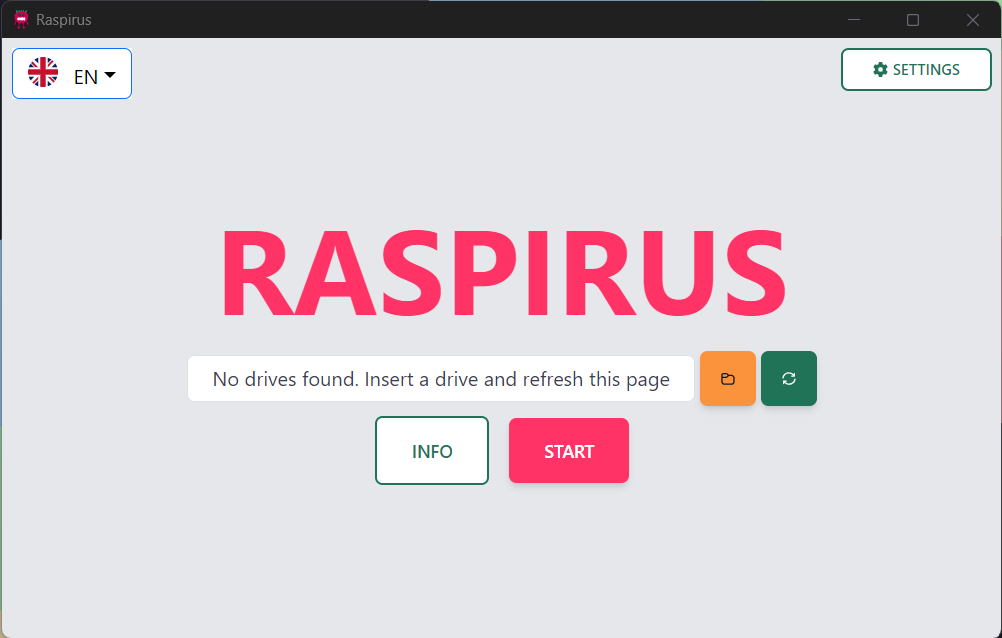 Raspirus
EN
SETTINGS
RASPIRUS
No drives found. Insert a drive and refresh this page
INFO
START